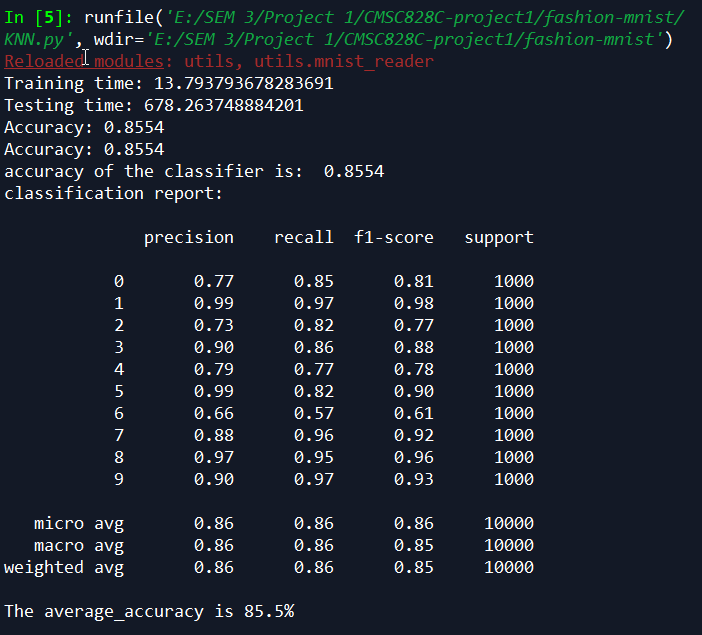 In [5]: runfile('E:/SEM 3/Project 1/CMSC828C-project1/fashion-mnist/
KNN.py', wdir='E:/SEM 3/Project 1/CMSC828C-project1/fashion-mnist')
Reloaded modules: utils, utils.mnist_reader
Training time: 13.793793678283691
Testing time: 678.263748884201
Accuracy: 0.8554
Accuracy: 0.8554
accuracy of the classifier is:  0.8554
classification report:
precision recall f1-score support
0 0.77 0.85 0.81 1000
1 0.99 0.97 0.98 1000
2 0.73 0.82 0.77 1000
3 0.90 0.86 0.88 1000
4 0.79 0.77 0.78 1000
5 0.99 0.82 0.90 1000
6 0.66 0.57 0.61 1000
7 0.88 0.96 0.92 1000
8 0.97 0.95 0.96 1000
9 0.90 0.97 0.93 1000
micro avg 0.86 0.86 0.86 10000
macro avg 0.86 0.86 0.85 10000
weighted avg 0.86 0.86 0.85 10000
The average_accuracy is 85.5%